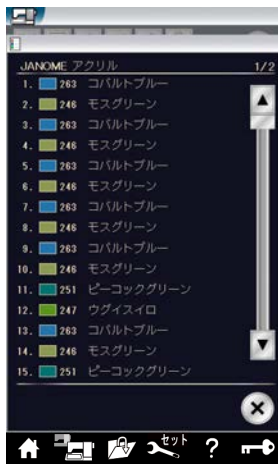 JANOME アクリル 1/2
1. 263 コバルトブルー
2. 246 モスグリーン
3. 263 コバルトブルー
4. 246 モスグリーン
5. 263 コバルトブルー
6. 246 モスグリーン
7. 263 コバルトブルー
8. 246 モスグリーン
9. 263 コバルトブルー
10. 246 モスグリーン
11. 251 ピーコックグリーン
12. 247 ウグイスイロ
13. 263 コバルトブルー
14. 246 モスグリーン
15. 251 ピーコックグリーン
セット ?